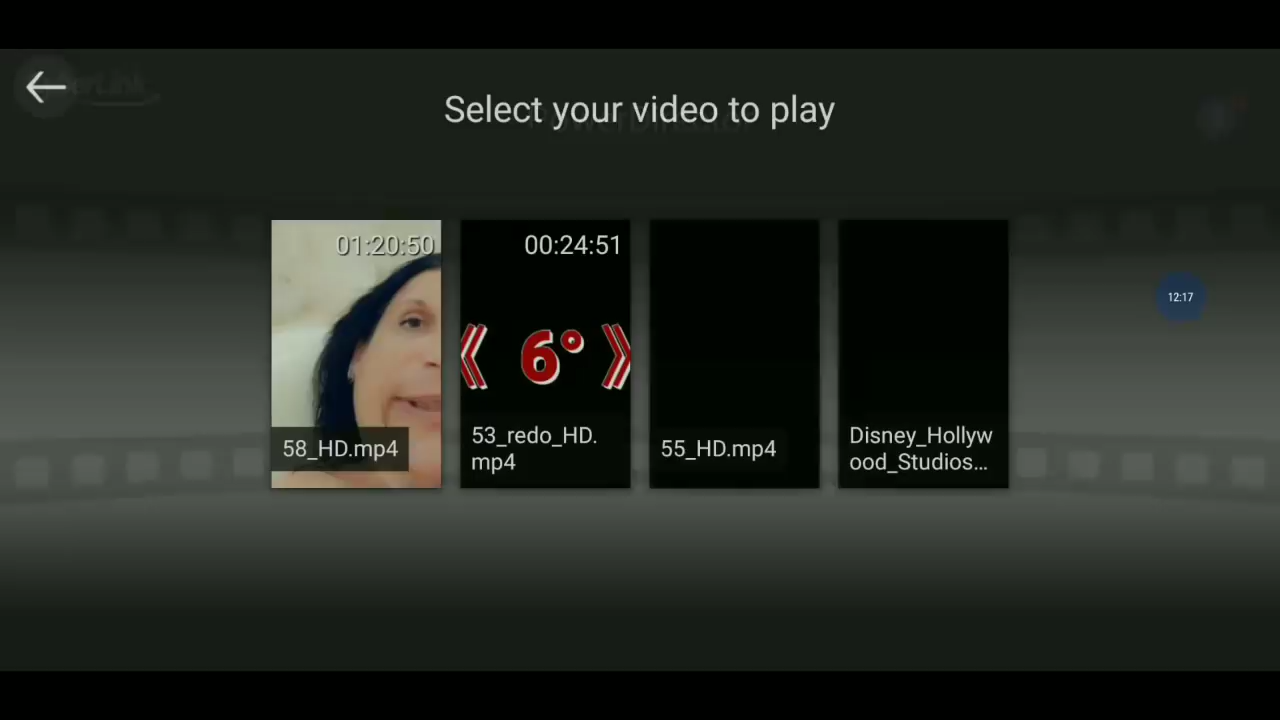 Select your video to play
01:20:50
58_HD.mp4
00:24:51
《 6° 》
53_redo_HD.
mp4
55_HD.mp4
Disney_Hollyw
ood_Studios...
12:17